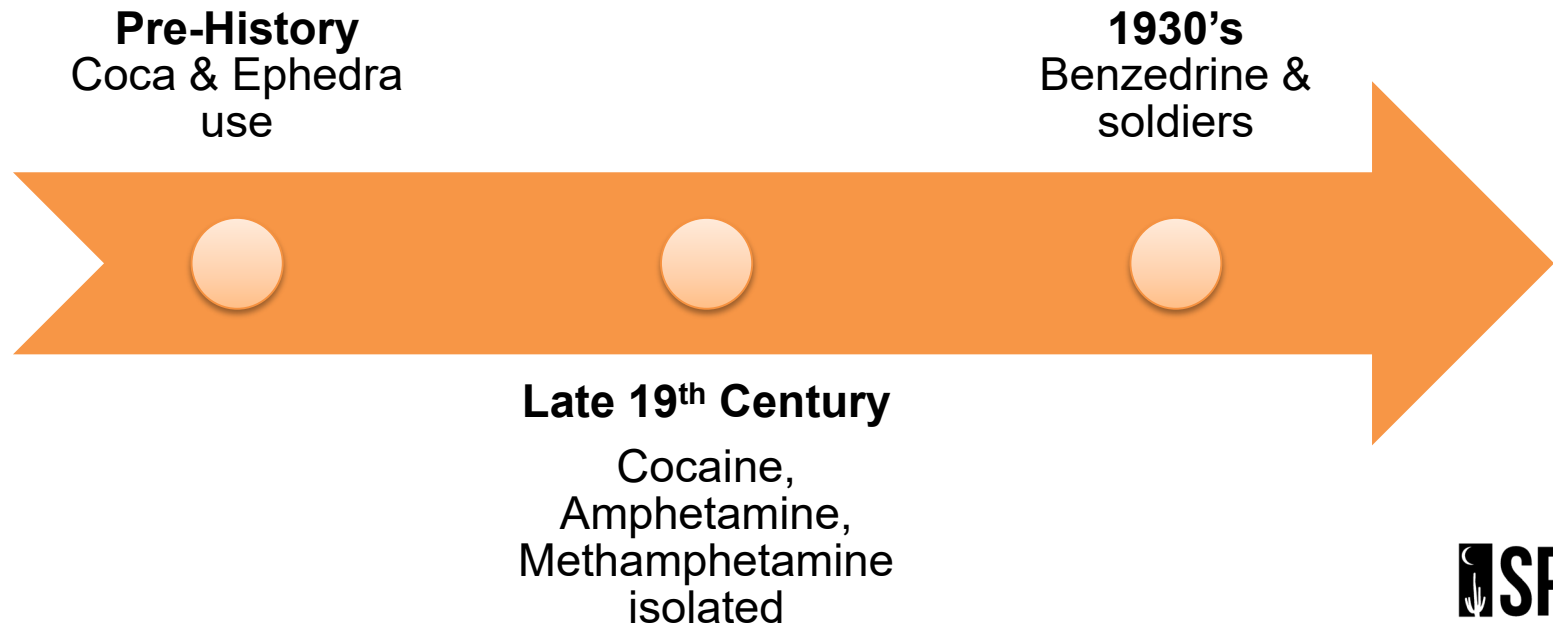 Pre-History
Coca & Ephedra
use
1930's
Benzedrine &
soldiers
Late 19th Century
Cocaine,
Amphetamine,
Methamphetamine
isolated